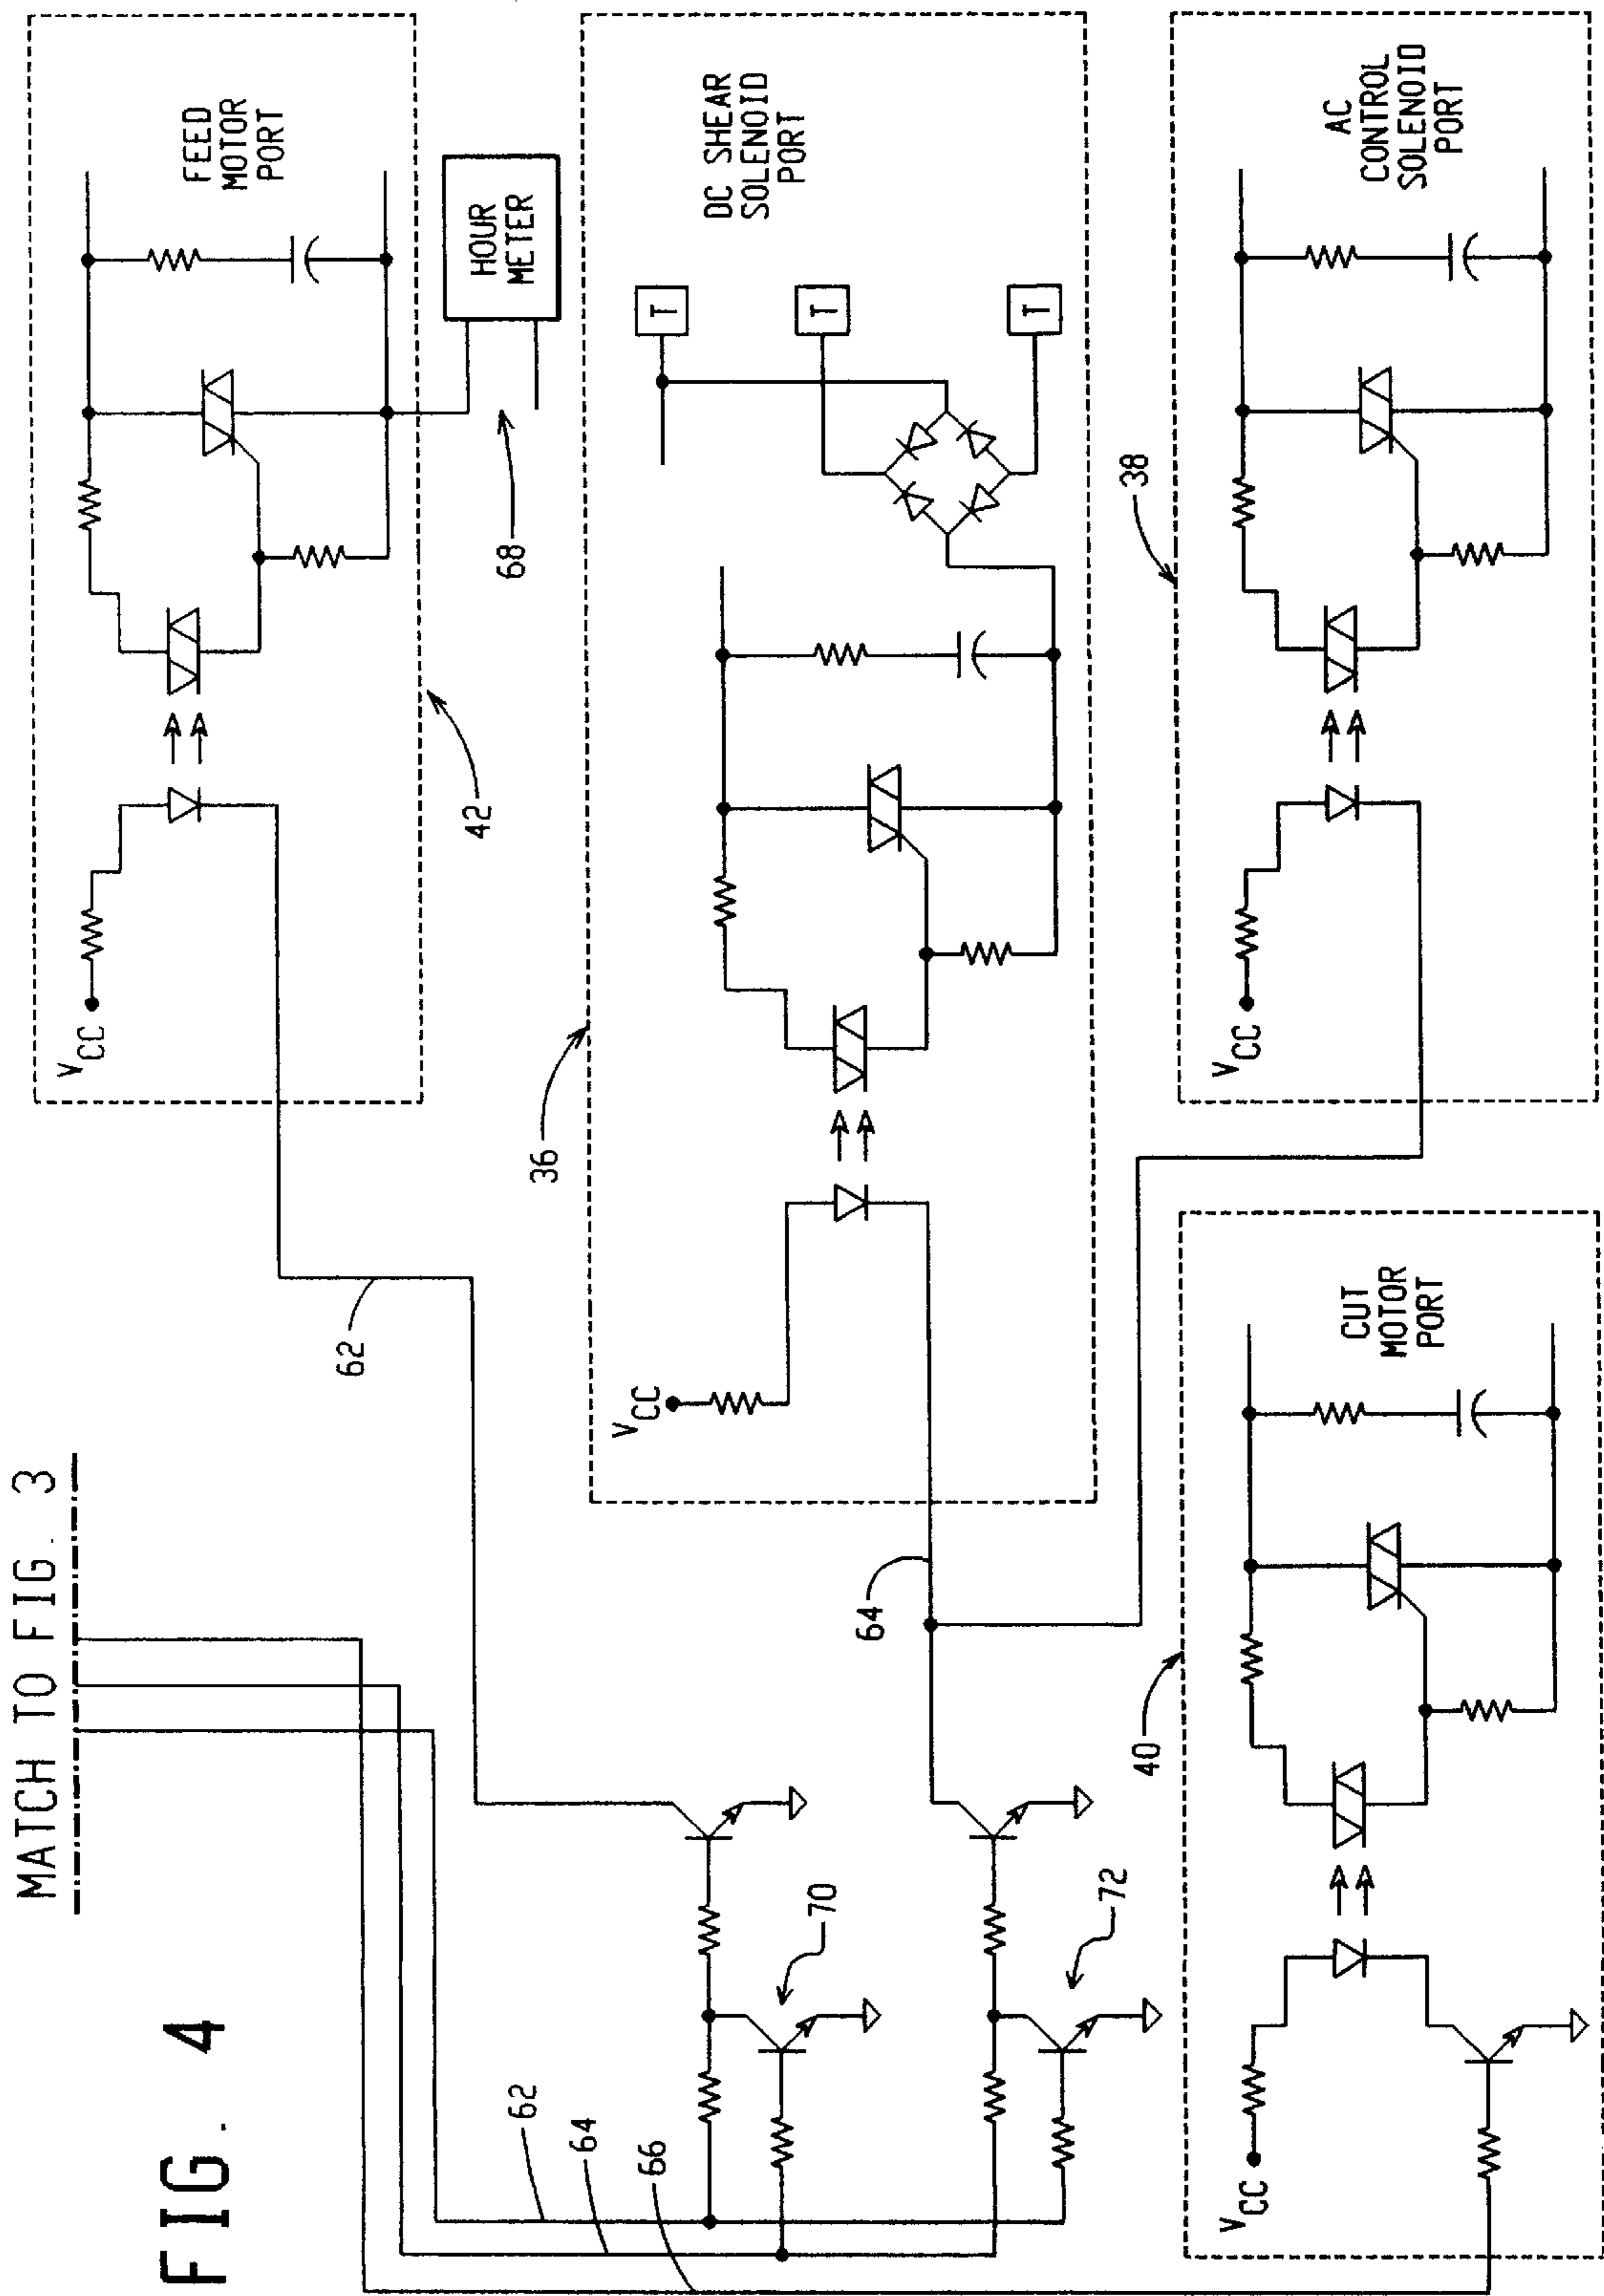 FIG. 4
MATCH TO FIG. 3
62
64
66
70
72
62
64
VCC
FEED
MOTOR
PORT
42
HOUR
METER
68
36
VCC
DC SHEAR
SOLENOID
PORT
T
T
T
38
VCC
AC
CONTROL
SOLENOID
PORT
40
VCC
CUT
MOTOR
PORT